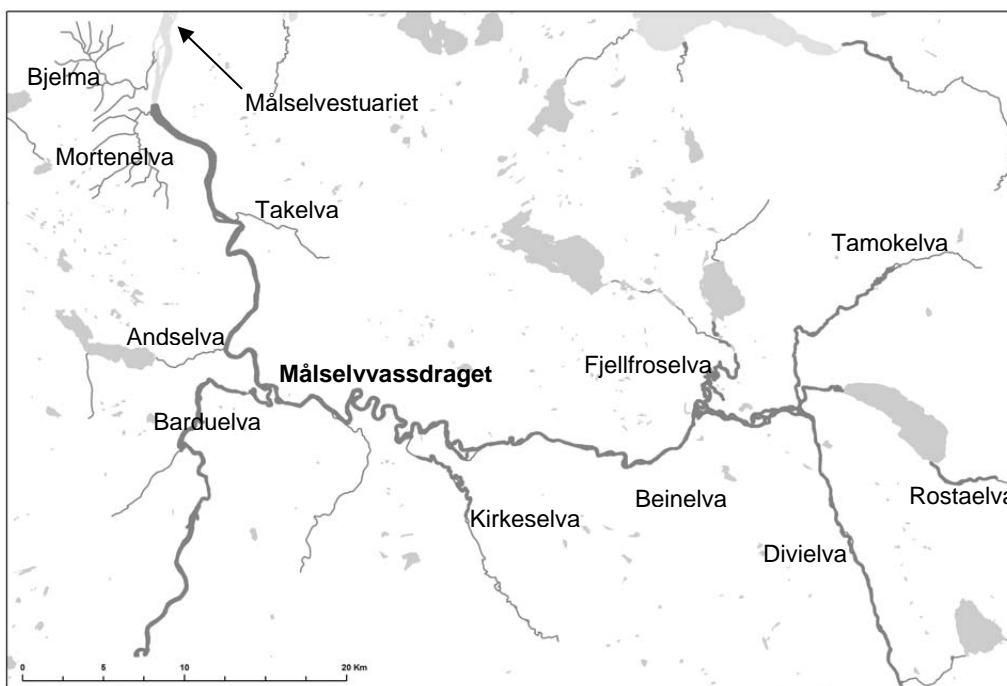 Bjelma
Målselvestuariet
Mortenelva
Takelva
Tamokelva
Andselva
Målselvvassdraget
Fjellfroselva
Barduelva
Rostaelva
Beinelva
Kirkeselva
Divielva
0 5 10 20 Km